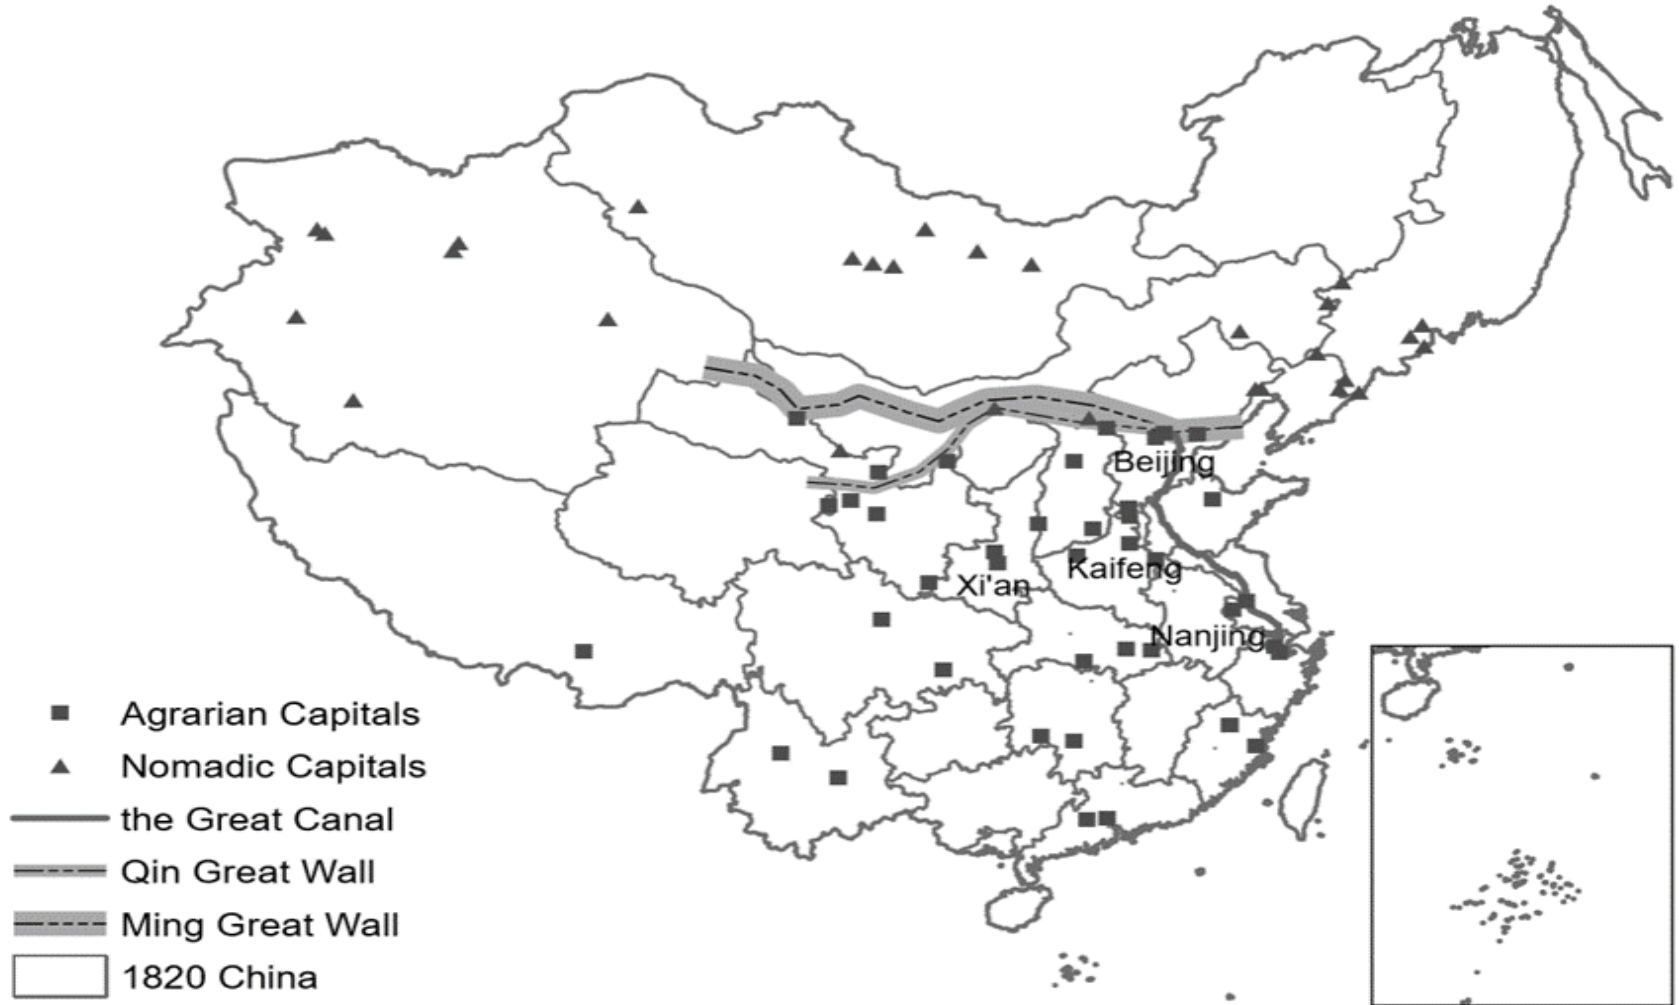 Beijing
Kaifeng
Xi'an
Nanjing
Agrarian Capitals
Nomadic Capitals
the Great Canal
Qin Great Wall
Ming Great Wall
1820 China